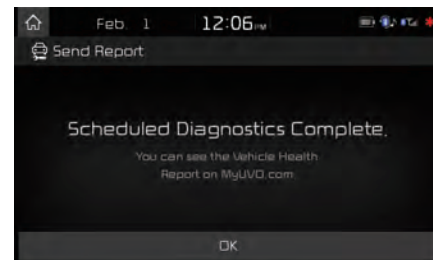 Feb. 1 12:06 PM
Send Report
Scheduled Diagnostics Complete.
You can see the Vehicle Health
Report on MyUVO.com
OK